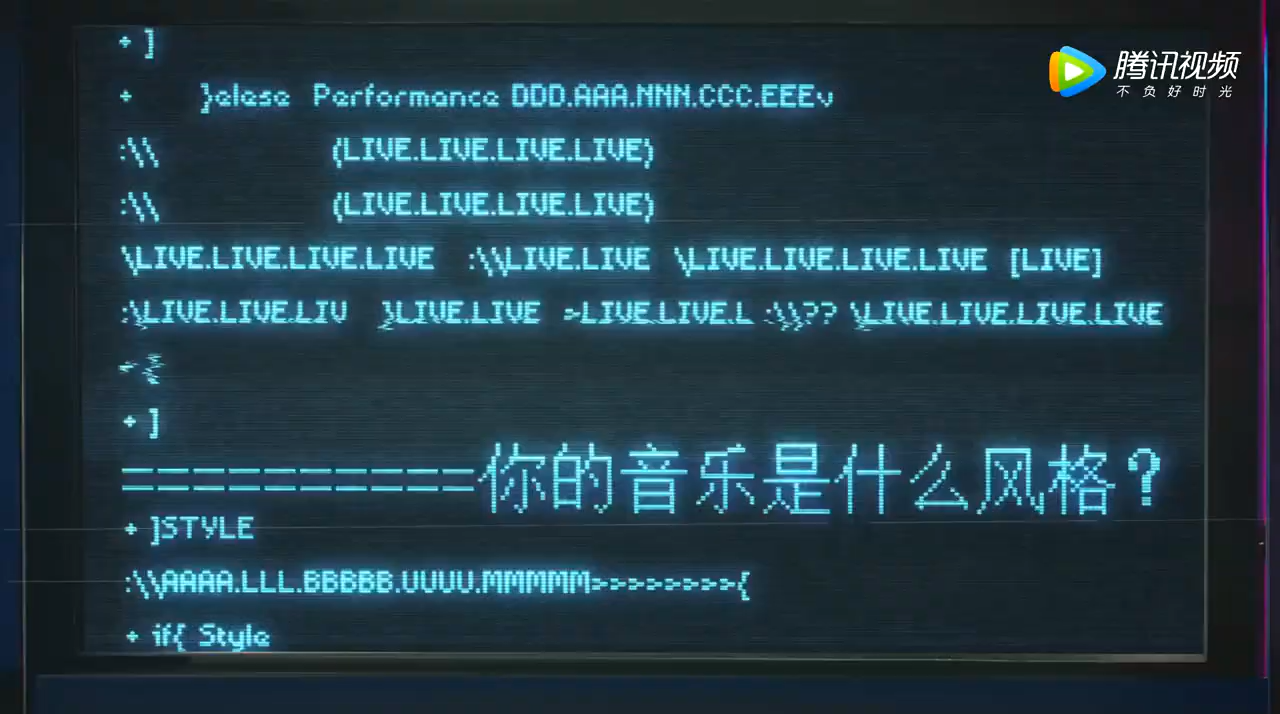 + ]
+ }elese Performance DDD.AAA.NNN.CCC.EEEv
腾讯视频
不负好时光
:\\ (LIVE.LIVE.LIVE.LIVE)
:\\ (LIVE.LIVE.LIVE.LIVE)
\LIVE.LIVE.LIVE.LIVE :\\LIVE.LIVE \LIVE.LIVE.LIVE.LIVE [LIVE]
:\LIVE.LIVE.LIV }LIVE.LIVE >LIVE.LIVE.L :\\?? \LIVE.LIVE.LIVE.LIVE
+ {
+ ]
==========你的音乐是什么风格?
+ ]STYLE
:\\AAAA.LLL.BBBBB.UUUU.MMMMM>>>>>>>>{
+ if{ Style